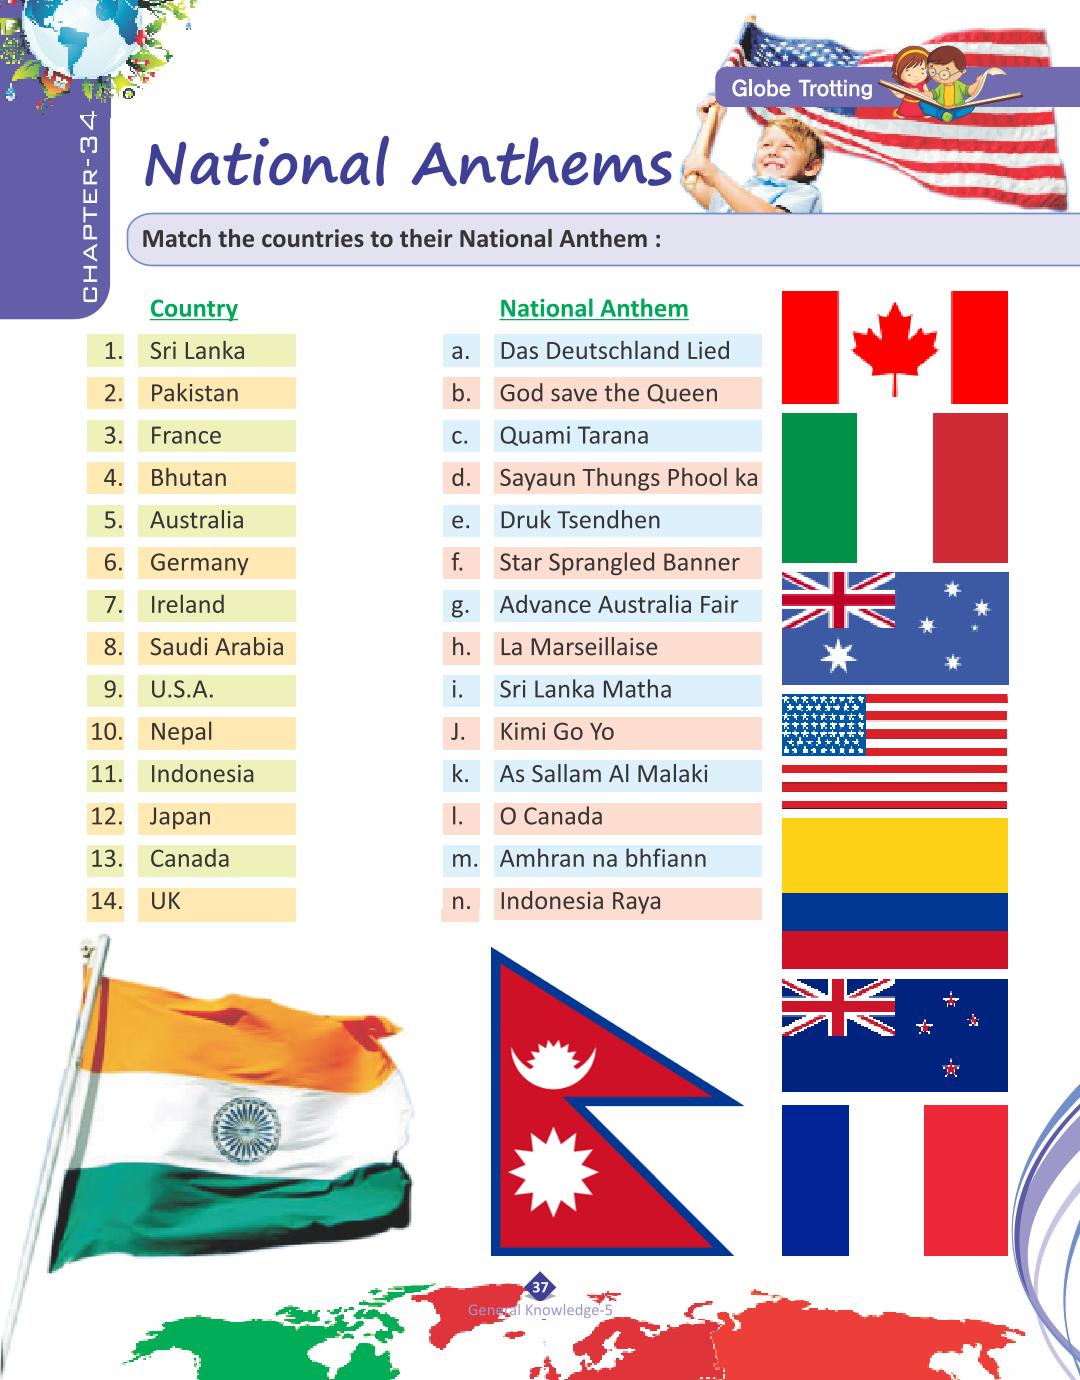 Globe Trotting
CHAPTER-34
National Anthems
Match the countries to their National Anthem :
Country National Anthem
1. Sri Lanka a. Das Deutschland Lied
2. Pakistan b. God save the Queen
3. France c. Quami Tarana
4. Bhutan d. Sayaun Thungs Phool ka
5. Australia e. Druk Tsendhen
6. Germany f. Star Sprangled Banner
7. Ireland g. Advance Australia Fair
8. Saudi Arabia h. La Marseillaise
9. U.S.A. i. Sri Lanka Matha
10. Nepal J. Kimi Go Yo
11. Indonesia k. As Sallam Al Malaki
12. Japan l. O Canada
13. Canada m. Amhran na bhfiann
14. UK n. Indonesia Raya
37
General Knowledge-5